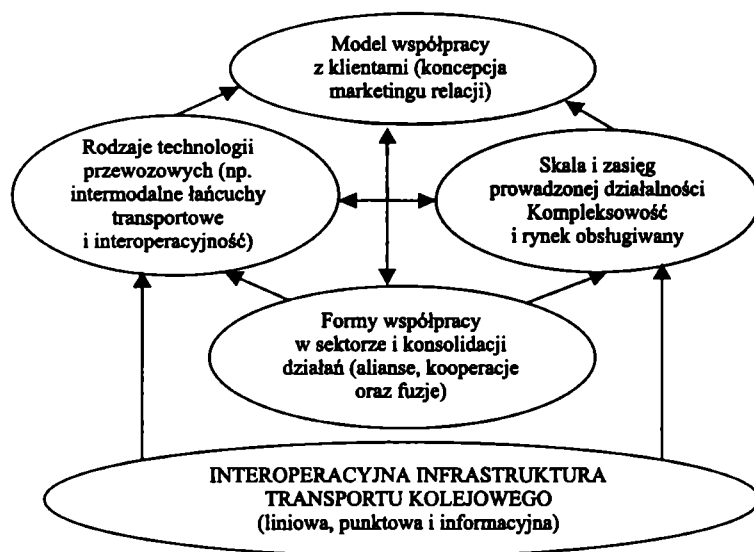 Model współpracy
z klientami (koncepcja
marketingu relacji)
Rodzaje technologii
przewozowych (np.
intermodalne łańcuchy
transportowe
i interoperacyjność)
Skala i zasięg
prowadzonej działalności
Kompleksowość
i rynek obsługiwany
Formy współpracy
w sektorze i konsolidacji
działań (alianse, kooperacje
oraz fuzje)
INTEROPERACYJNA INFRASTRUKTURA
TRANSPORTU KOLEJOWEGO
(liniowa, punktowa i informacyjna)